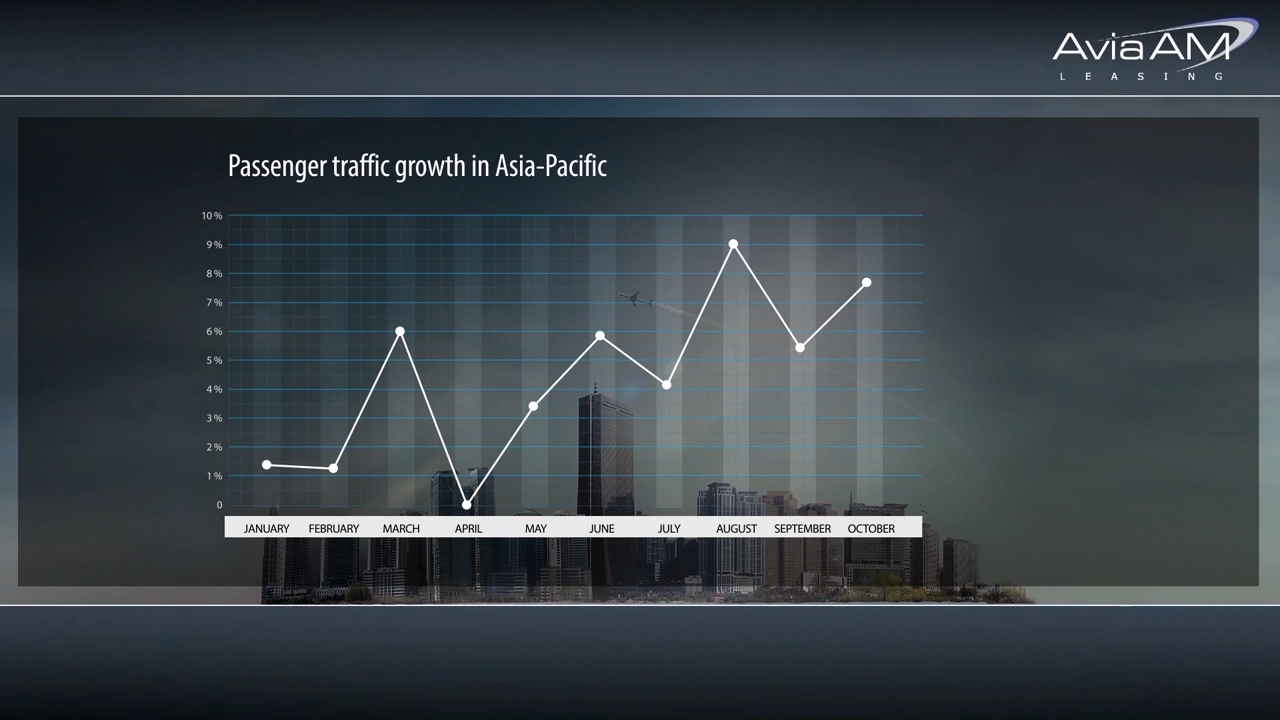 AviaAM
LEASING
Passenger traffic growth in Asia-Pacific
10 %
9 %
8 %
7 %
6 %
5 %
4 %
3 %
2 %
1 %
0
JANUARY FEBRUARY MARCH APRIL MAY JUNE JULY AUGUST SEPTEMBER OCTOBER